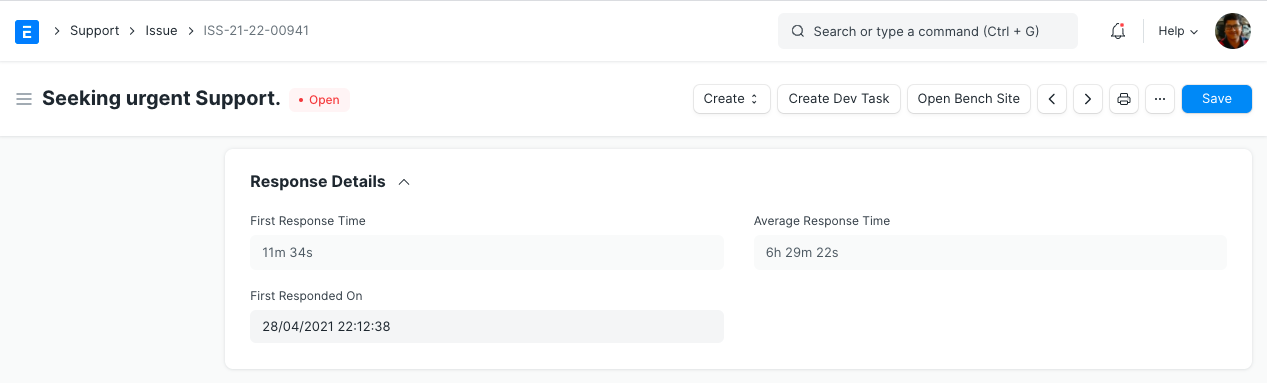 E Support Issue ISS-21-22-00941 Search or type a command (Ctrl + G) Help
Seeking urgent Support. Open Create Create Dev Task Open Bench Site ... Save
Response Details
First Response Time Average Response Time
11m 34s 6h 29m 22s
First Responded On
28/04/2021 22:12:38